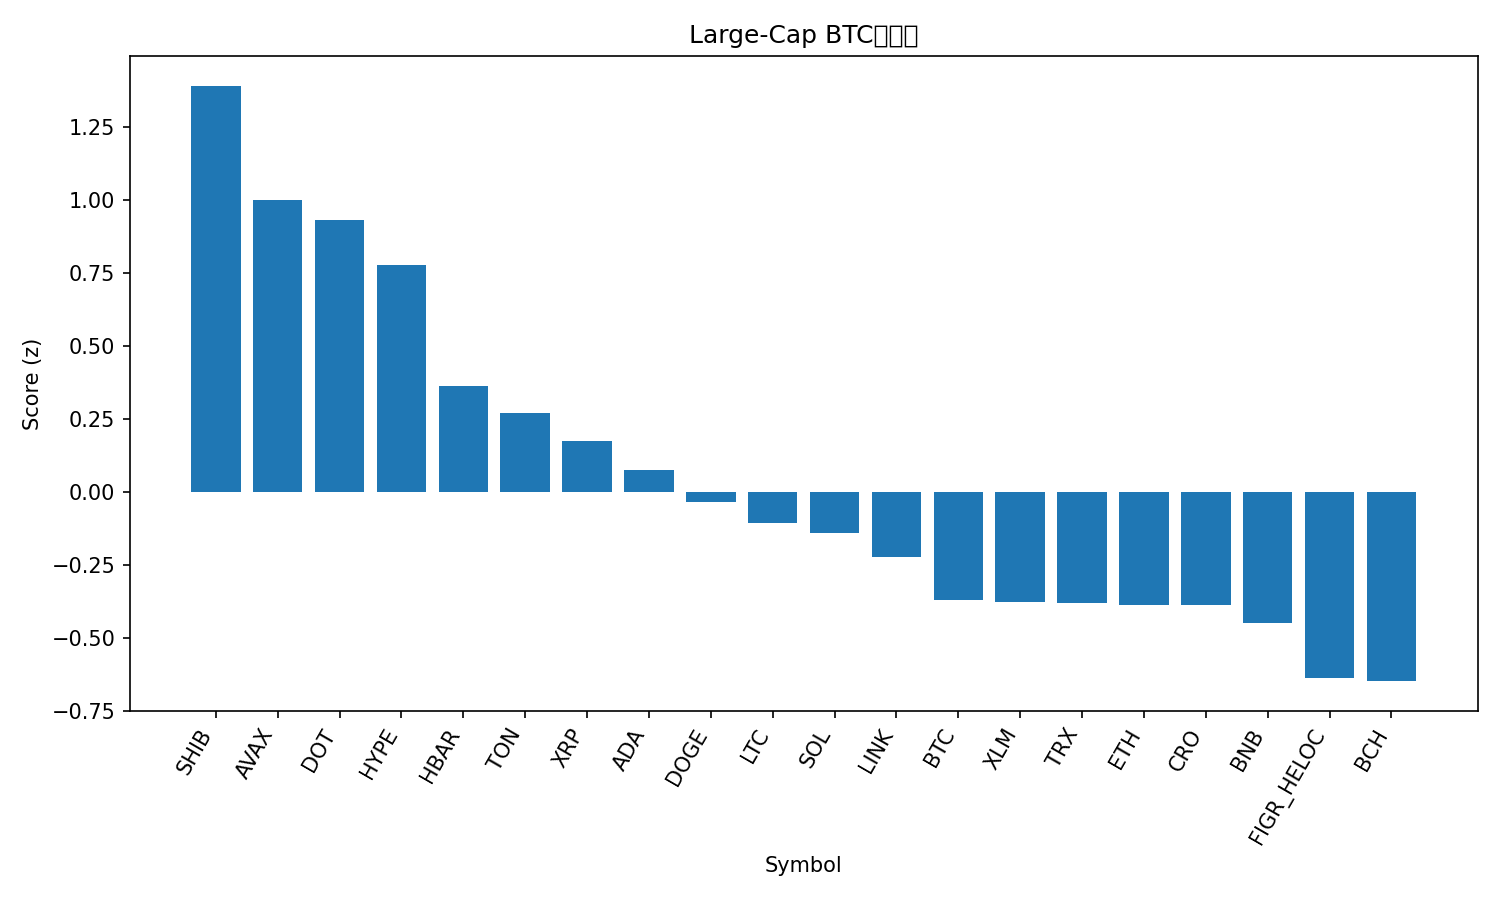 Large-Cap BTC
Score (z)
1.25
1.00
0.75
0.50
0.25
0.00
−0.25
−0.50
−0.75
SHIB
AVAX
DOT
HYPE
HBAR
TON
XRP
ADA
DOGE
LTC
SOL
LINK
BTC
XLM
TRX
ETH
CRO
BNB
FIGR_HELOC
BCH
Symbol